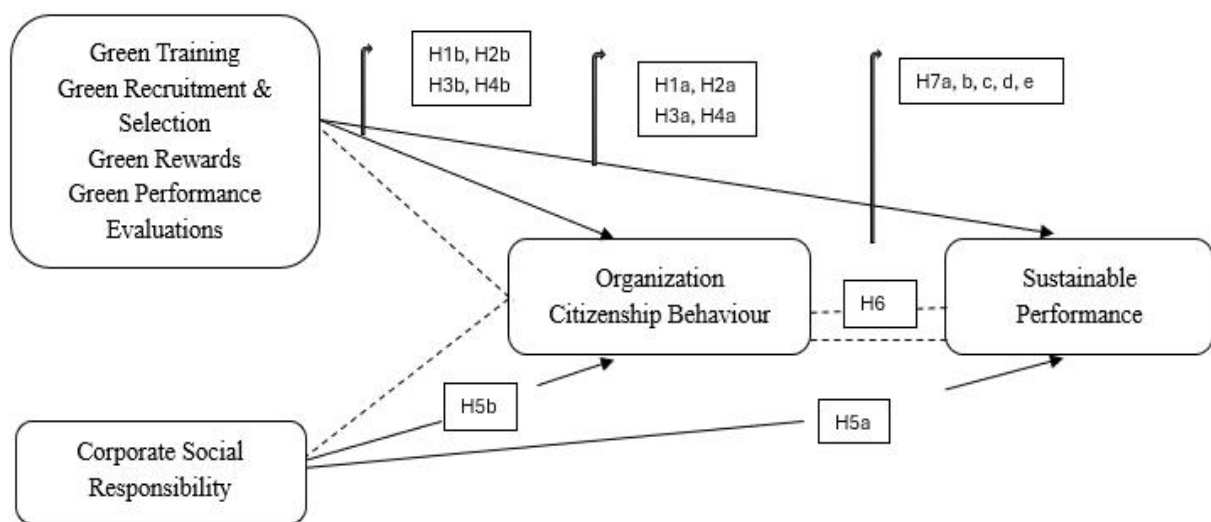 Green Training
Green Recruitment &
Selection
Green Rewards
Green Performance
Evaluations
H1b, H2b
H3b, H4b
H1a, H2a
H3a, H4a
H7a, b, c, d, e
Organization
Citizenship Behaviour
H6
Sustainable
Performance
H5b
H5a
Corporate Social
Responsibility